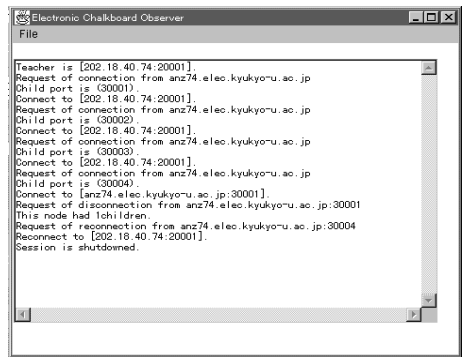 Electronic Chalkboard Observer
File
Teacher is [202.18.40.74:20001].
Request of connection from anz74.elec.kyukyo-u.ac.jp
Child port is (30001).
Connect to [202.18.40.74:20001].
Request of connection from anz74.elec.kyukyo-u.ac.jp
Child port is (30002).
Connect to [202.18.40.74:20001].
Request of connection from anz74.elec.kyukyo-u.ac.jp
Child port is (30003).
Connect to [202.18.40.74:20001].
Request of connection from anz74.elec.kyukyo-u.ac.jp
Child port is (30004).
Connect to [anz74.elec.kyukyo-u.ac.jp:30001].
Request of disconnection from anz74.elec.kyukyo-u.ac.jp:30001
This node had 1children.
Request of reconnection from anz74.elec.kyukyo-u.ac.jp:30004
Reconnect to [202.18.40.74:20001].
Session is shutdowned.